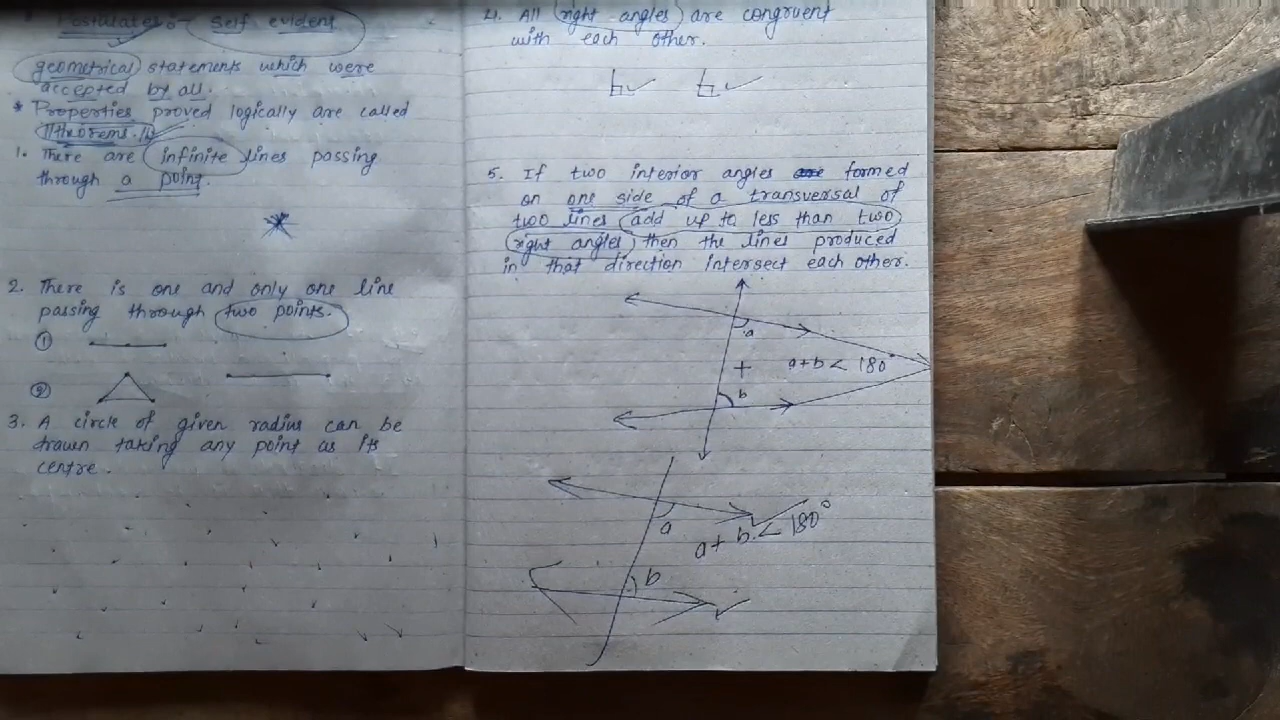 Postulates :- Self evident
geometrical statements which were
accepted by all.
* Properties proved logically are called
"Theorems."
1. There are infinite lines passing
through a point.
2. There is one and only one line
passing through two points.
①
②
3. A circle of given radius can be
drawn taking any point as its
centre.
4. All right angles are congruent
with each other.
5. If two interior angles are formed
on one side of a transversal of
two lines add up to less than two
right angles then the lines produced
in that direction intersect each other.
a
+ a+b < 180°
b
a
a+ b < 180°
b